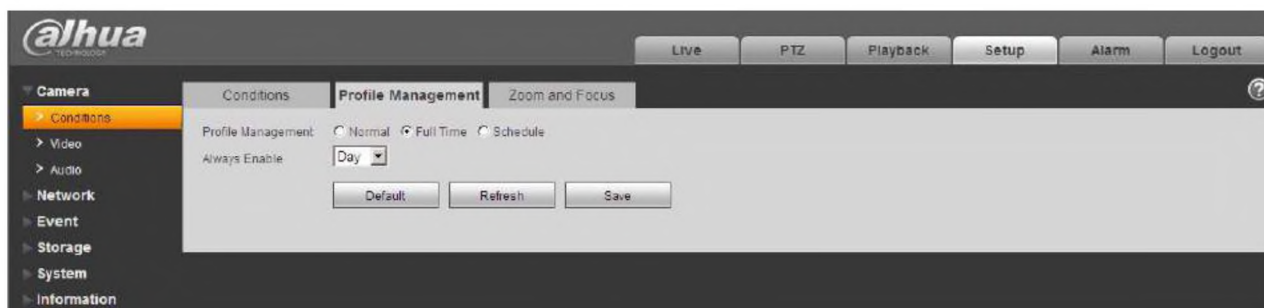 alhua
TECHNOLOGY
Live PTZ Playback Setup Alarm Logout
Camera
Conditions
Video
Audio
Network
Event
Storage
System
Information
Conditions Profile Management Zoom and Focus
?
Profile Management Normal Full Time Schedule
Always Enable Day
Default Refresh Save